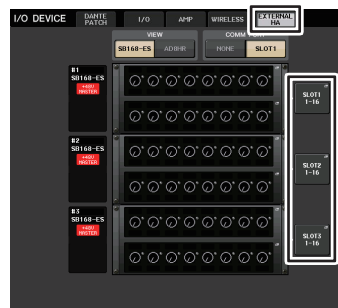 I/O DEVICE DANTE PATCH I/O AMP WIRELESS EXTERNAL HA
VIEW COMM PORT
SB168-ES AD8HR NONE SLOT1
#1
SB168-ES
+48V
MASTER
SLOT1
1-16
#2
SB168-ES
+48V
MASTER
SLOT2
1-16
#3
SB168-ES
+48V
MASTER
SLOT3
1-16